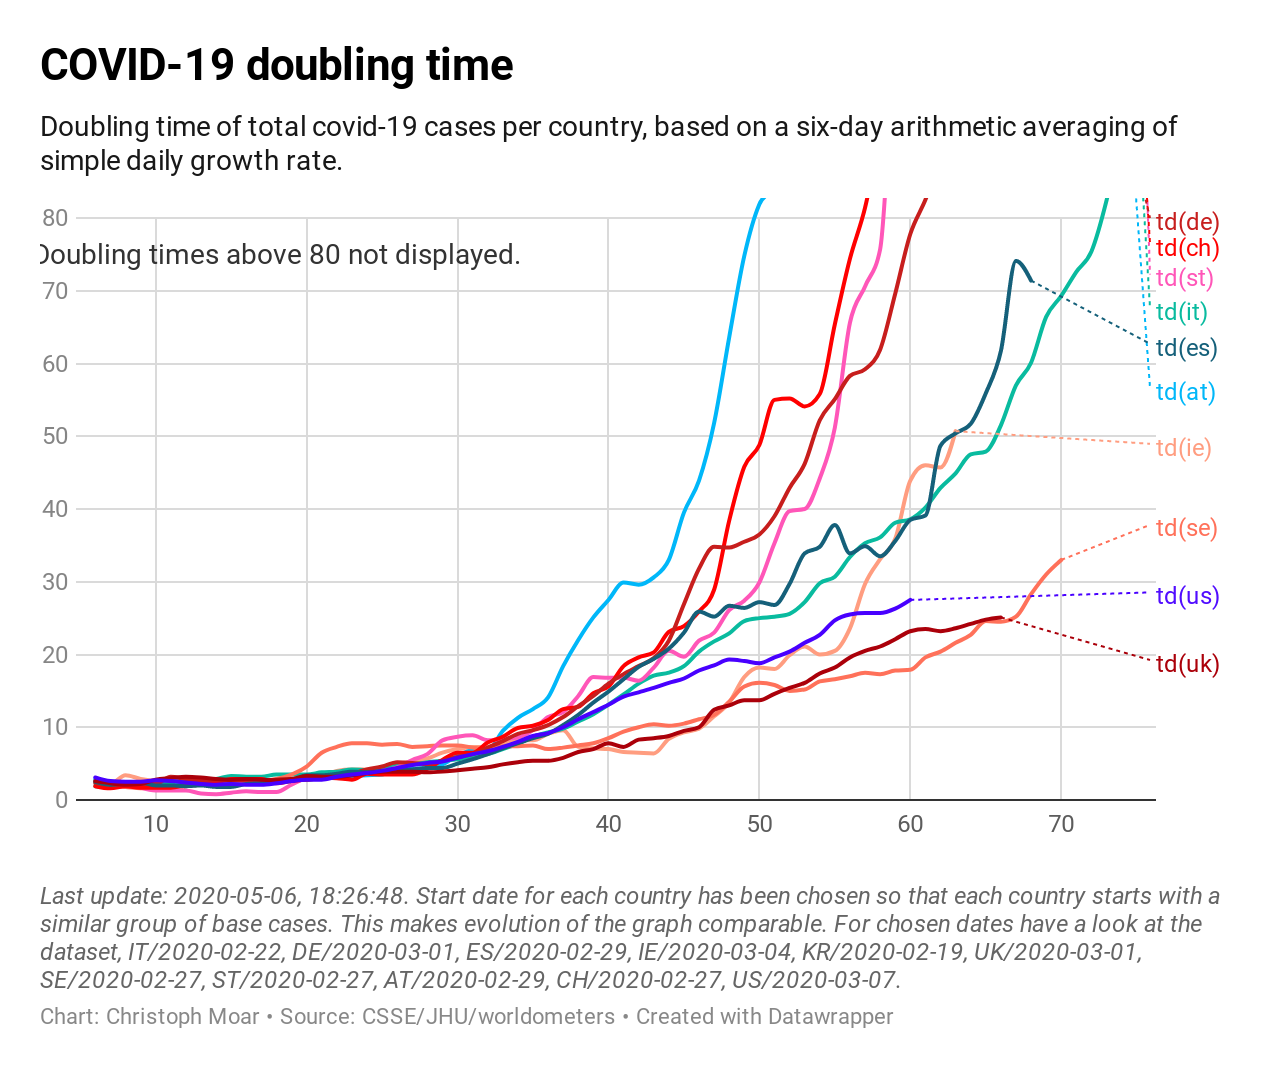 COVID-19 doubling time
Doubling time of total covid-19 cases per country, based on a six-day arithmetic averaging of
simple daily growth rate.
80
Doubling times above 80 not displayed.
70
60
50
40
30
20
10
0
td(de)
td(ch)
td(st)
td(it)
td(es)
td(at)
td(ie)
td(se)
td(us)
td(uk)
10 20 30 40 50 60 70
Last update: 2020-05-06, 18:26:48. Start date for each country has been chosen so that each country starts with a
similar group of base cases. This makes evolution of the graph comparable. For chosen dates have a look at the
dataset, IT/2020-02-22, DE/2020-03-01, ES/2020-02-29, IE/2020-03-04, KR/2020-02-19, UK/2020-03-01,
SE/2020-02-27, ST/2020-02-27, AT/2020-02-29, CH/2020-02-27, US/2020-03-07.
Chart: Christoph Moar • Source: CSSE/JHU/worldometers • Created with Datawrapper